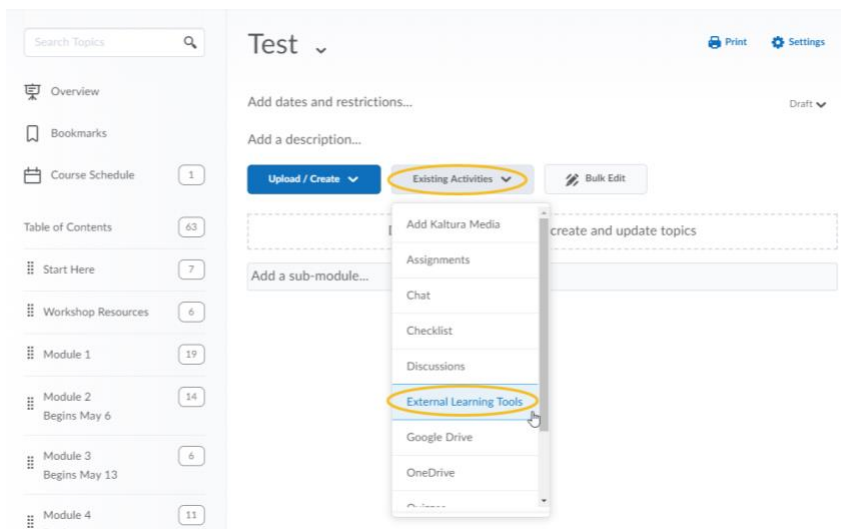 Search Topics
Overview
Bookmarks
Course Schedule 1
Table of Contents 63
Start Here 7
Workshop Resources 6
Module 1 19
Module 2 14
Begins May 6
Module 3 6
Begins May 13
Module 4 11
Test
Print Settings
Add dates and restrictions...
Draft
Add a description...
Upload / Create Existing Activities Bulk Edit
create and update topics
Add a sub-module...
Add Kaltura Media
Assignments
Chat
Checklist
Discussions
External Learning Tools
Google Drive
OneDrive